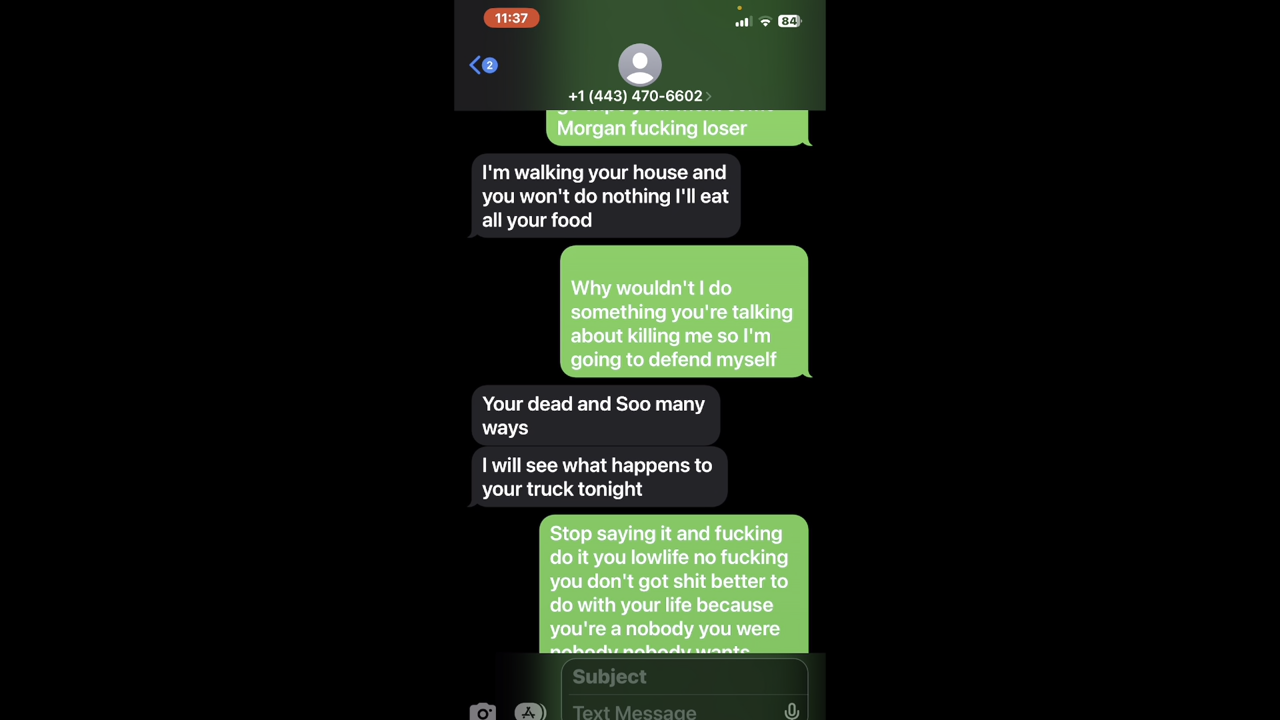 11:37
84
2
+1 (443) 470-6602
Morgan fucking loser
I'm walking your house and
you won't do nothing I'll eat
all your food
Why wouldn't I do
something you're talking
about killing me so I'm
going to defend myself
Your dead and Soo many
ways
I will see what happens to
your truck tonight
Stop saying it and fucking
do it you lowlife no fucking
you don't got shit better to
do with your life because
you're a nobody you were
nobody nobody wants
Subject
Text Message